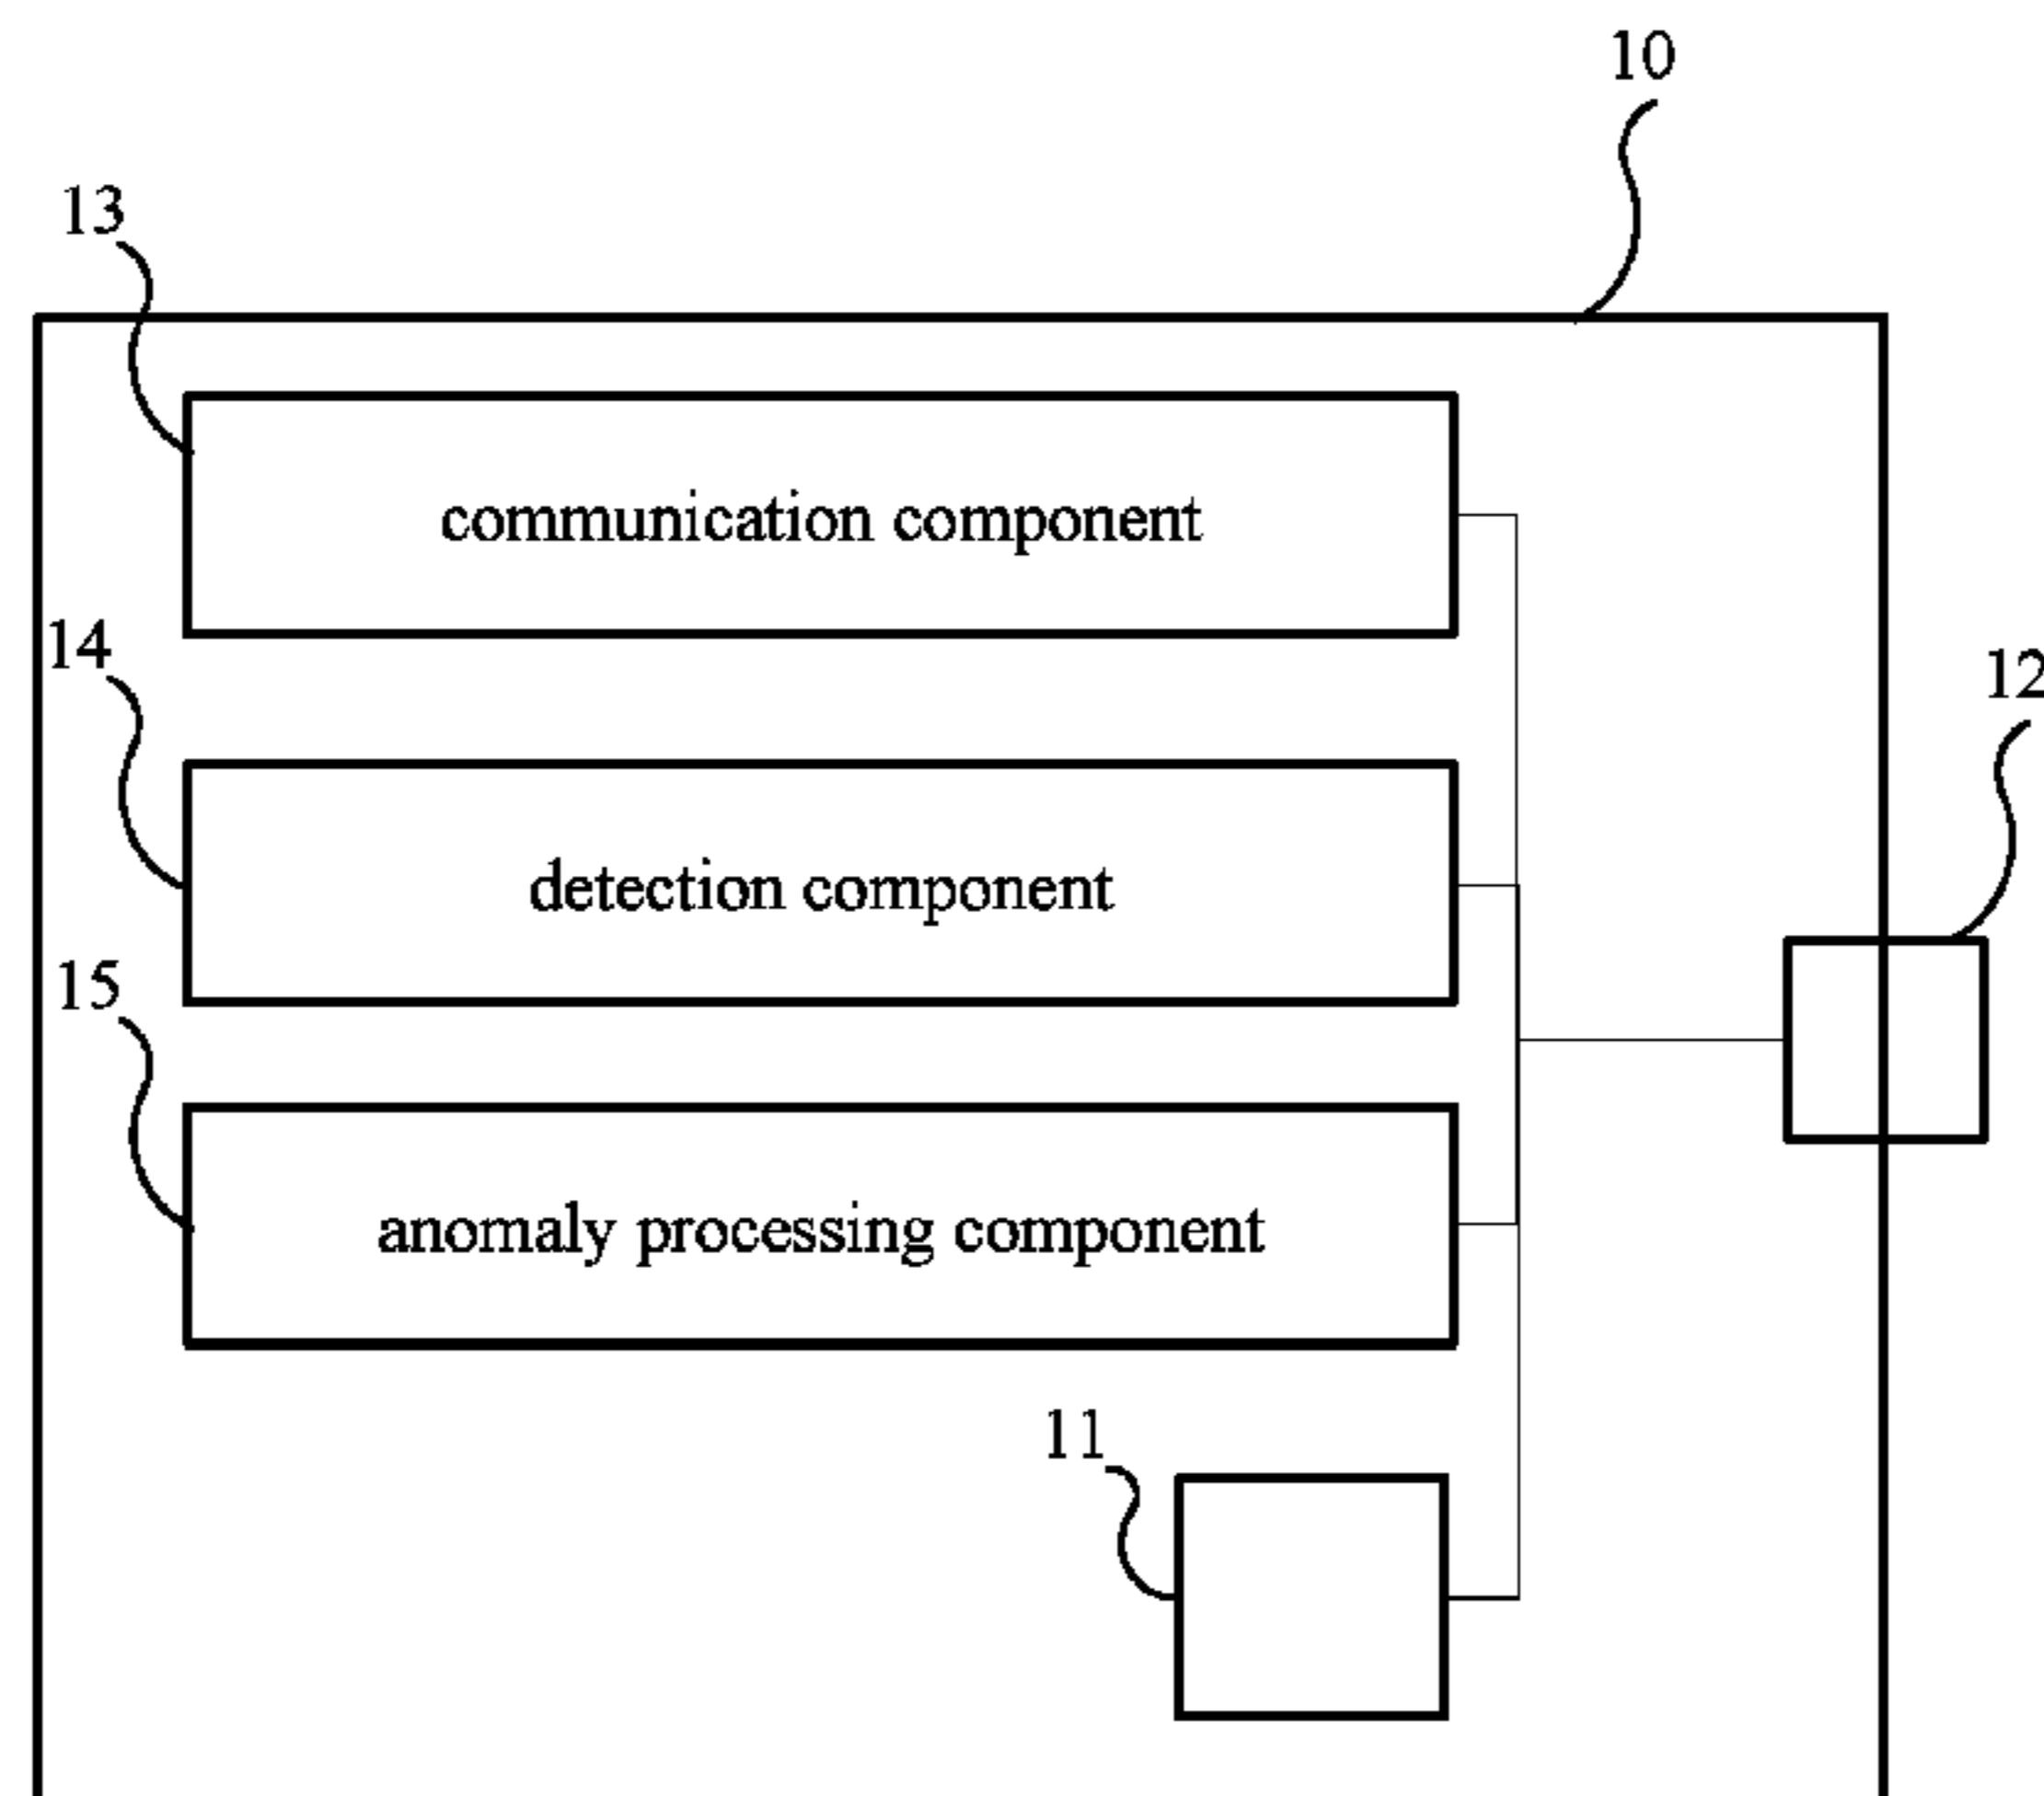 10
13
communication component
14
12
detection component
15
anomaly processing component
11